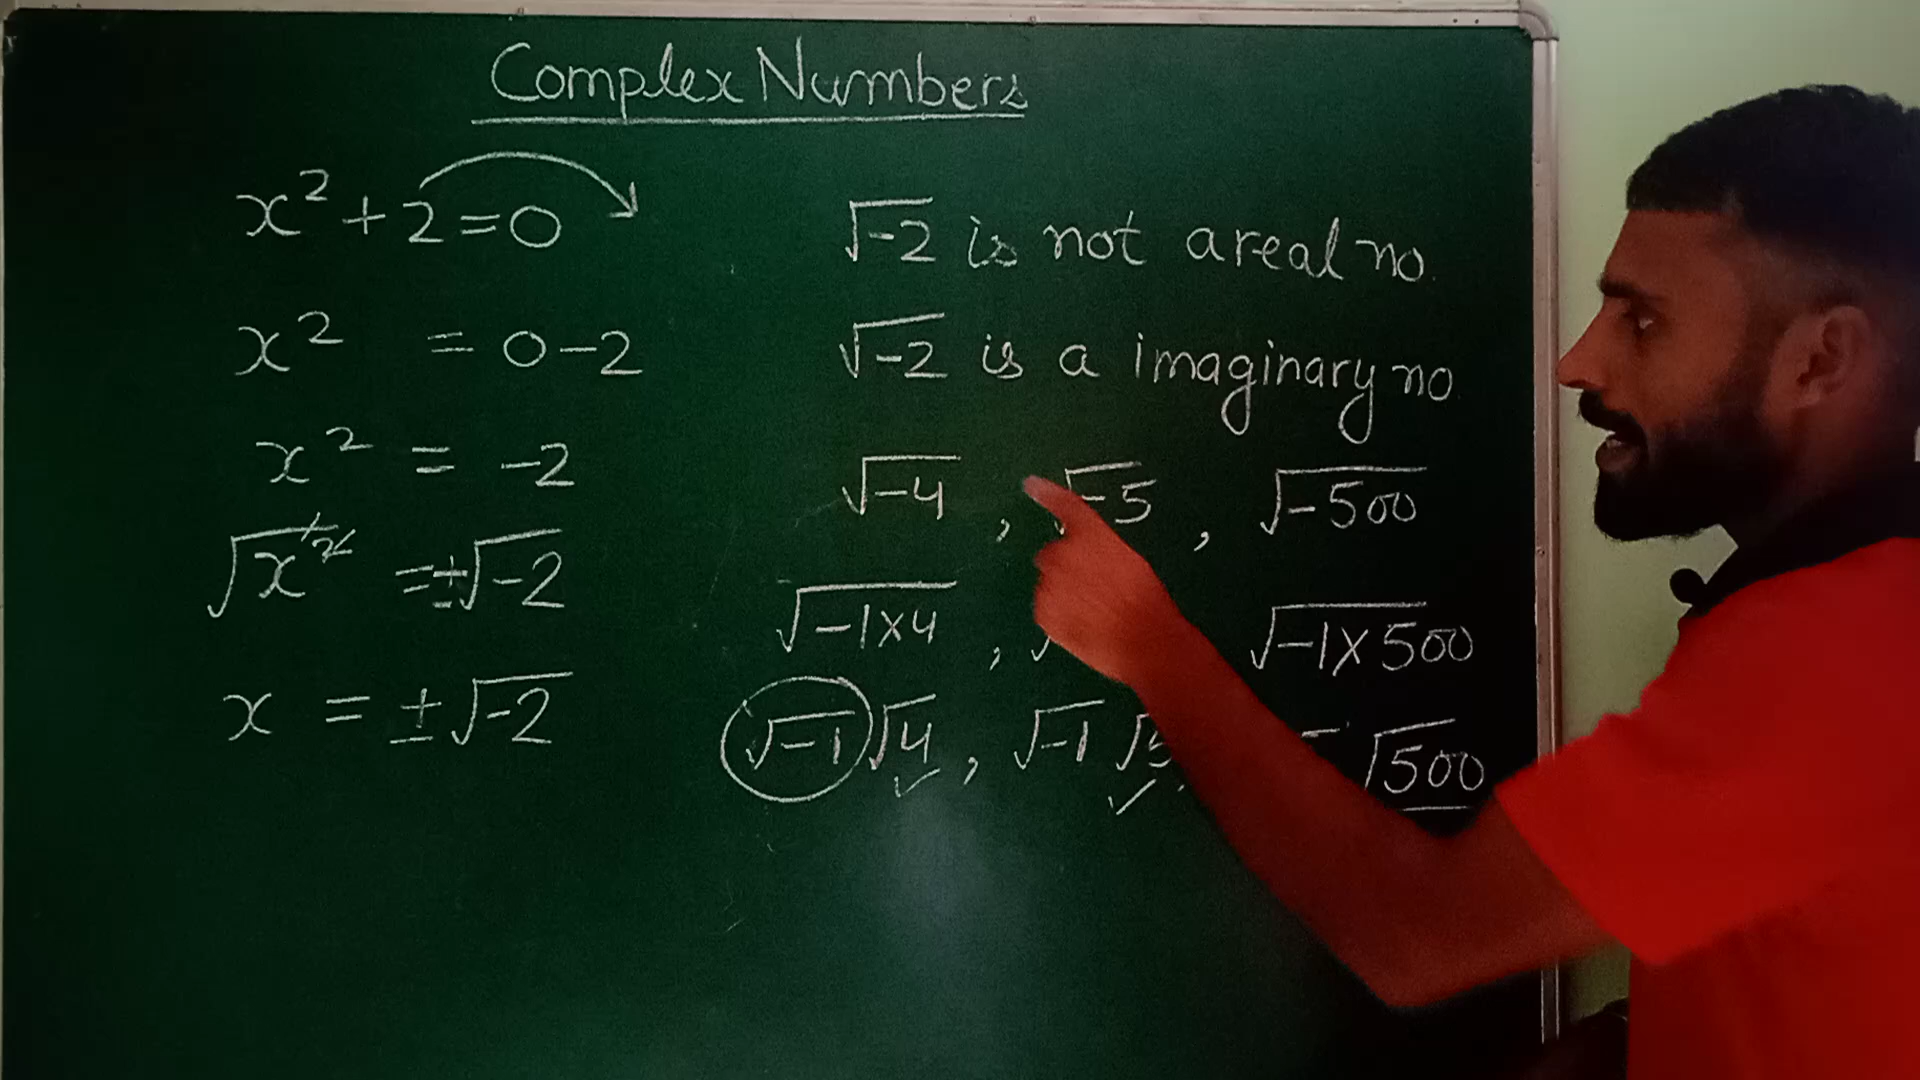 Complex Numbers
x² + 2 = 0
x² = 0 - 2
x² = -2
√x² = ±√-2
x = ±√-2
√-2 is not a real no.
√-2 is a imaginary no.
√-4 , √-5 , √-500
√-1×4 , √-1×500
√-1 √4 , √-1 √5 √500